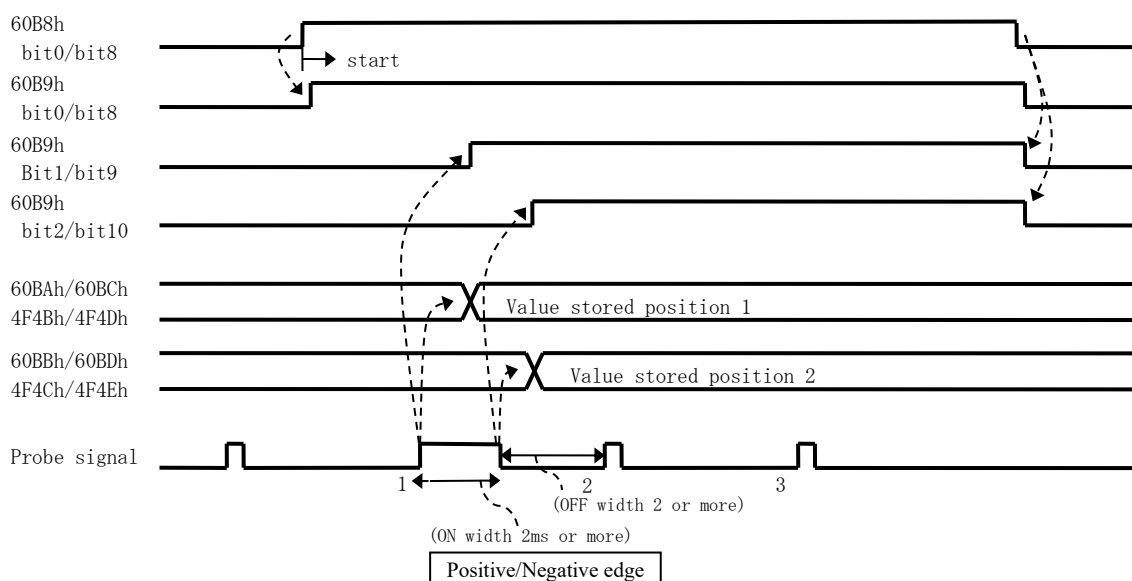 60B8h
bit0/bit8
start
60B9h
bit0/bit8
60B9h
Bit1/bit9
60B9h
bit2/bit10
60BAh/60BCh
Value stored position 1
4F4Bh/4F4Dh
60BBh/60BDh
Value stored position 2
4F4Ch/4F4Eh
Probe signal
1
2
3
(OFF width 2 or more)
(ON width 2ms or more)
Positive/Negative edge